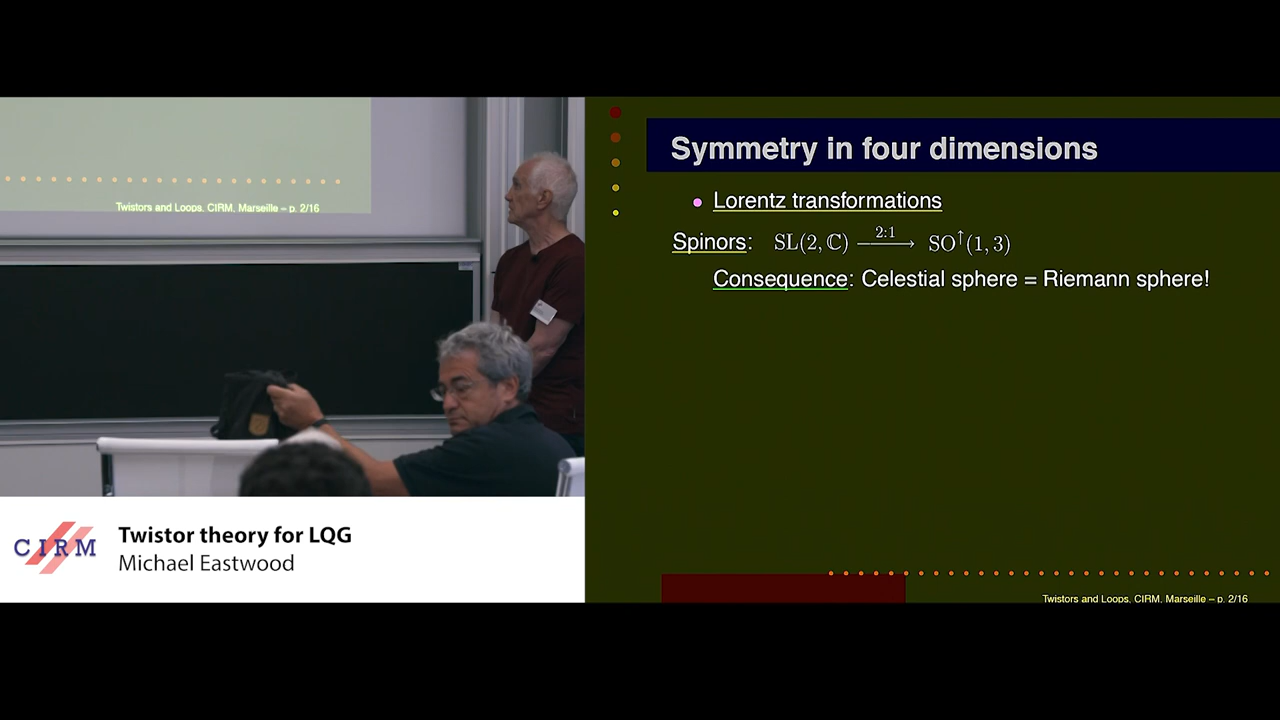 Twistors and Loops, CIRM, Marseille – p. 2/16
CIRM
Twistor theory for LQG
Michael Eastwood
Symmetry in four dimensions
• Lorentz transformations
Spinors: SL(2, ℂ) —2:1→ SO↑(1, 3)
Consequence: Celestial sphere = Riemann sphere!
Twistors and Loops, CIRM, Marseille – p. 2/16